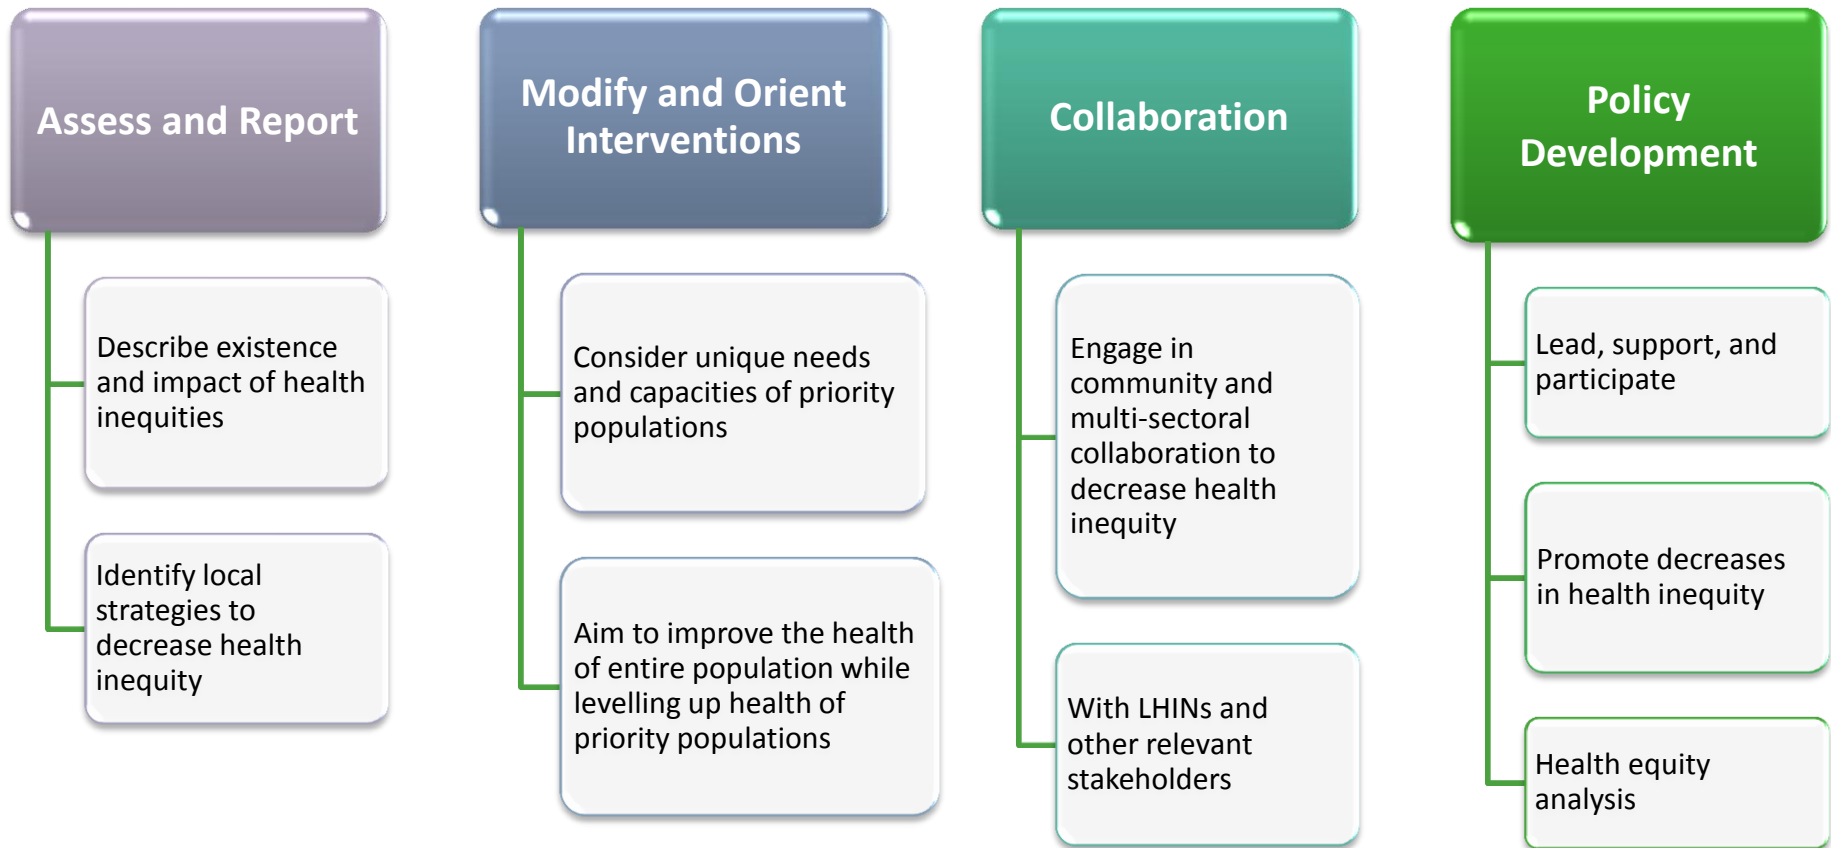 Assess and Report
Describe existence
and impact of health
inequities
Identify local
strategies to
decrease health
inequity
Modify and Orient
Interventions
Consider unique needs
and capacities of priority
populations
Aim to improve the health
of entire population while
levelling up health of
priority populations
Collaboration
Engage in
community and
multi-sectoral
collaboration to
decrease health
inequity
With LHINs and
other relevant
stakeholders
Policy
Development
Lead, support, and
participate
Promote decreases
in health inequity
Health equity
analysis